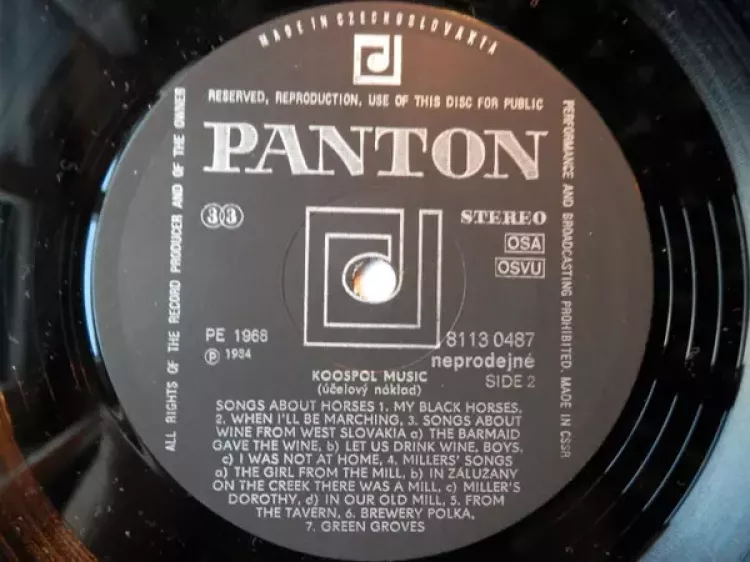 MADE IN CZECHOSLOVAKIA
RESERVED, REPRODUCTION, USE OF THIS DISC FOR PUBLIC
ALL RIGHTS OF THE RECORD PRODUCER AND OF THE OWNER
PERFORMANCE AND BROADCASTING PROHIBITED. MADE IN CSSR
PANTON
33
STEREO
OSA
OSVU
PE 1968
8113 0487
℗ 1984
neprodejné
SIDE 2
KOOSPOL MUSIC
(účelový náklad)
SONGS ABOUT HORSES 1. MY BLACK HORSES,
2. WHEN I'LL BE MARCHING, 3. SONGS ABOUT
WINE FROM WEST SLOVAKIA a) THE BARMAID
GAVE THE WINE, b) LET US DRINK WINE, BOYS,
c) I WAS NOT AT HOME, 4. MILLERS' SONGS
a) THE GIRL FROM THE MILL, b) IN ZALUZANY
ON THE CREEK THERE WAS A MILL, c) MILLER'S
DOROTHY, d) IN OUR OLD MILL, 5. FROM
THE TAVERN, 6. BREWERY POLKA,
7. GREEN GROVES